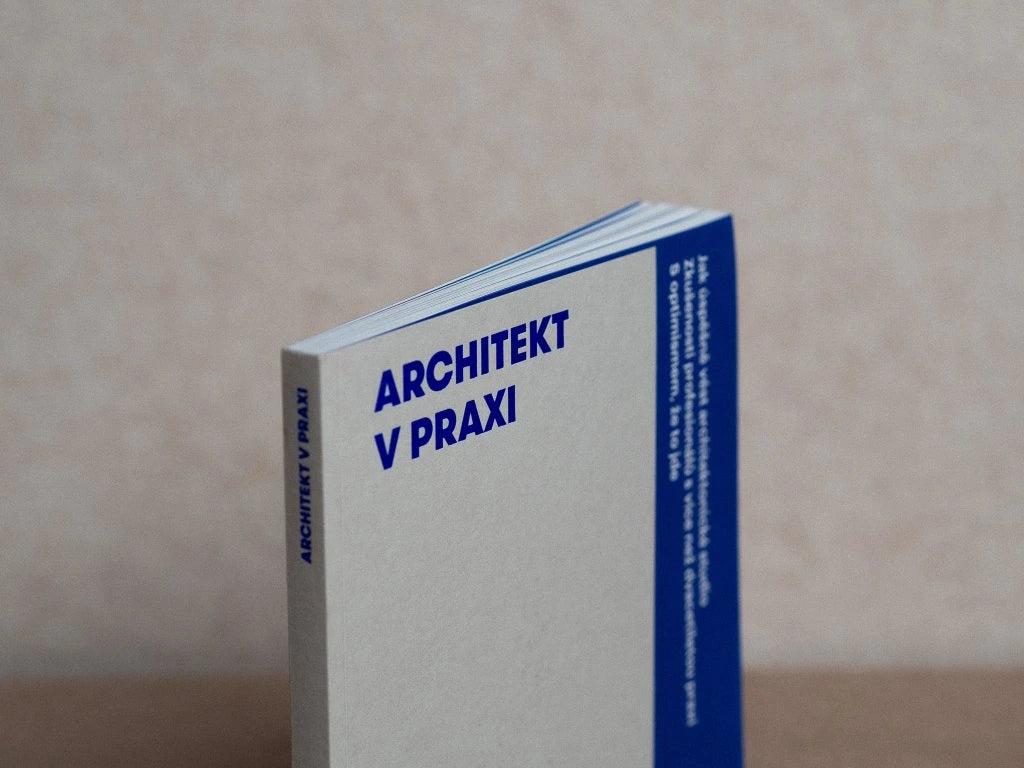 ARCHITEKT
V PRAXI
ARCHITEKT V PRAXI
Jak úspěšně vést architektonické studio
Zkušenosti profesionálů s více než dvacetiletou praxí
S optimismem, že to jde